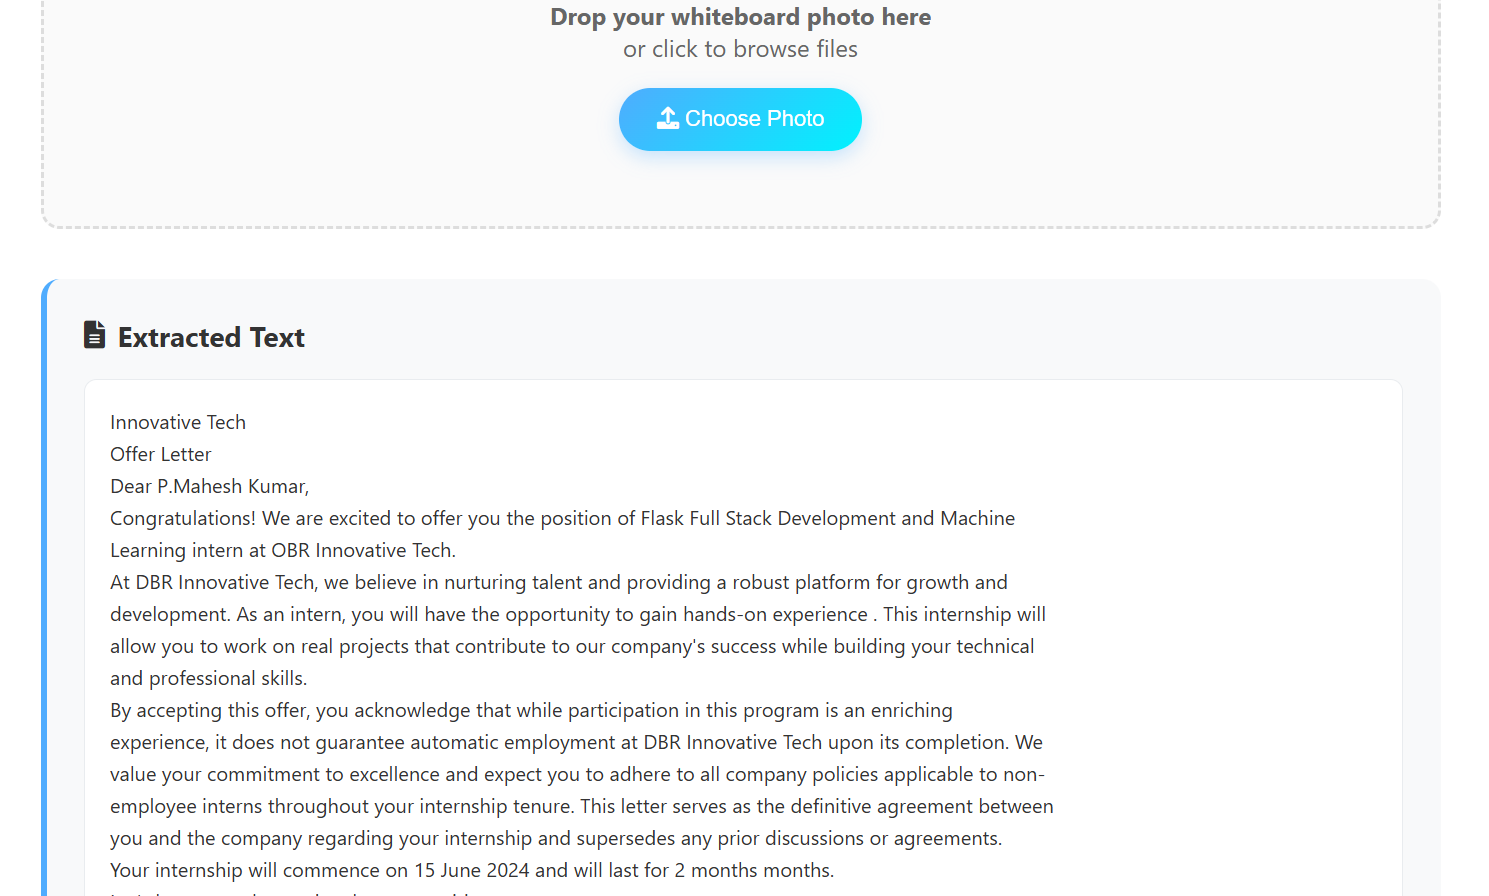 Drop your whiteboard photo here
or click to browse files
Choose Photo
Extracted Text
Innovative Tech
Offer Letter
Dear P.Mahesh Kumar,
Congratulations! We are excited to offer you the position of Flask Full Stack Development and Machine
Learning intern at OBR Innovative Tech.
At DBR Innovative Tech, we believe in nurturing talent and providing a robust platform for growth and
development. As an intern, you will have the opportunity to gain hands-on experience . This internship will
allow you to work on real projects that contribute to our company's success while building your technical
and professional skills.
By accepting this offer, you acknowledge that while participation in this program is an enriching
experience, it does not guarantee automatic employment at DBR Innovative Tech upon its completion. We
value your commitment to excellence and expect you to adhere to all company policies applicable to non-
employee interns throughout your internship tenure. This letter serves as the definitive agreement between
you and the company regarding your internship and supersedes any prior discussions or agreements.
Your internship will commence on 15 June 2024 and will last for 2 months months.